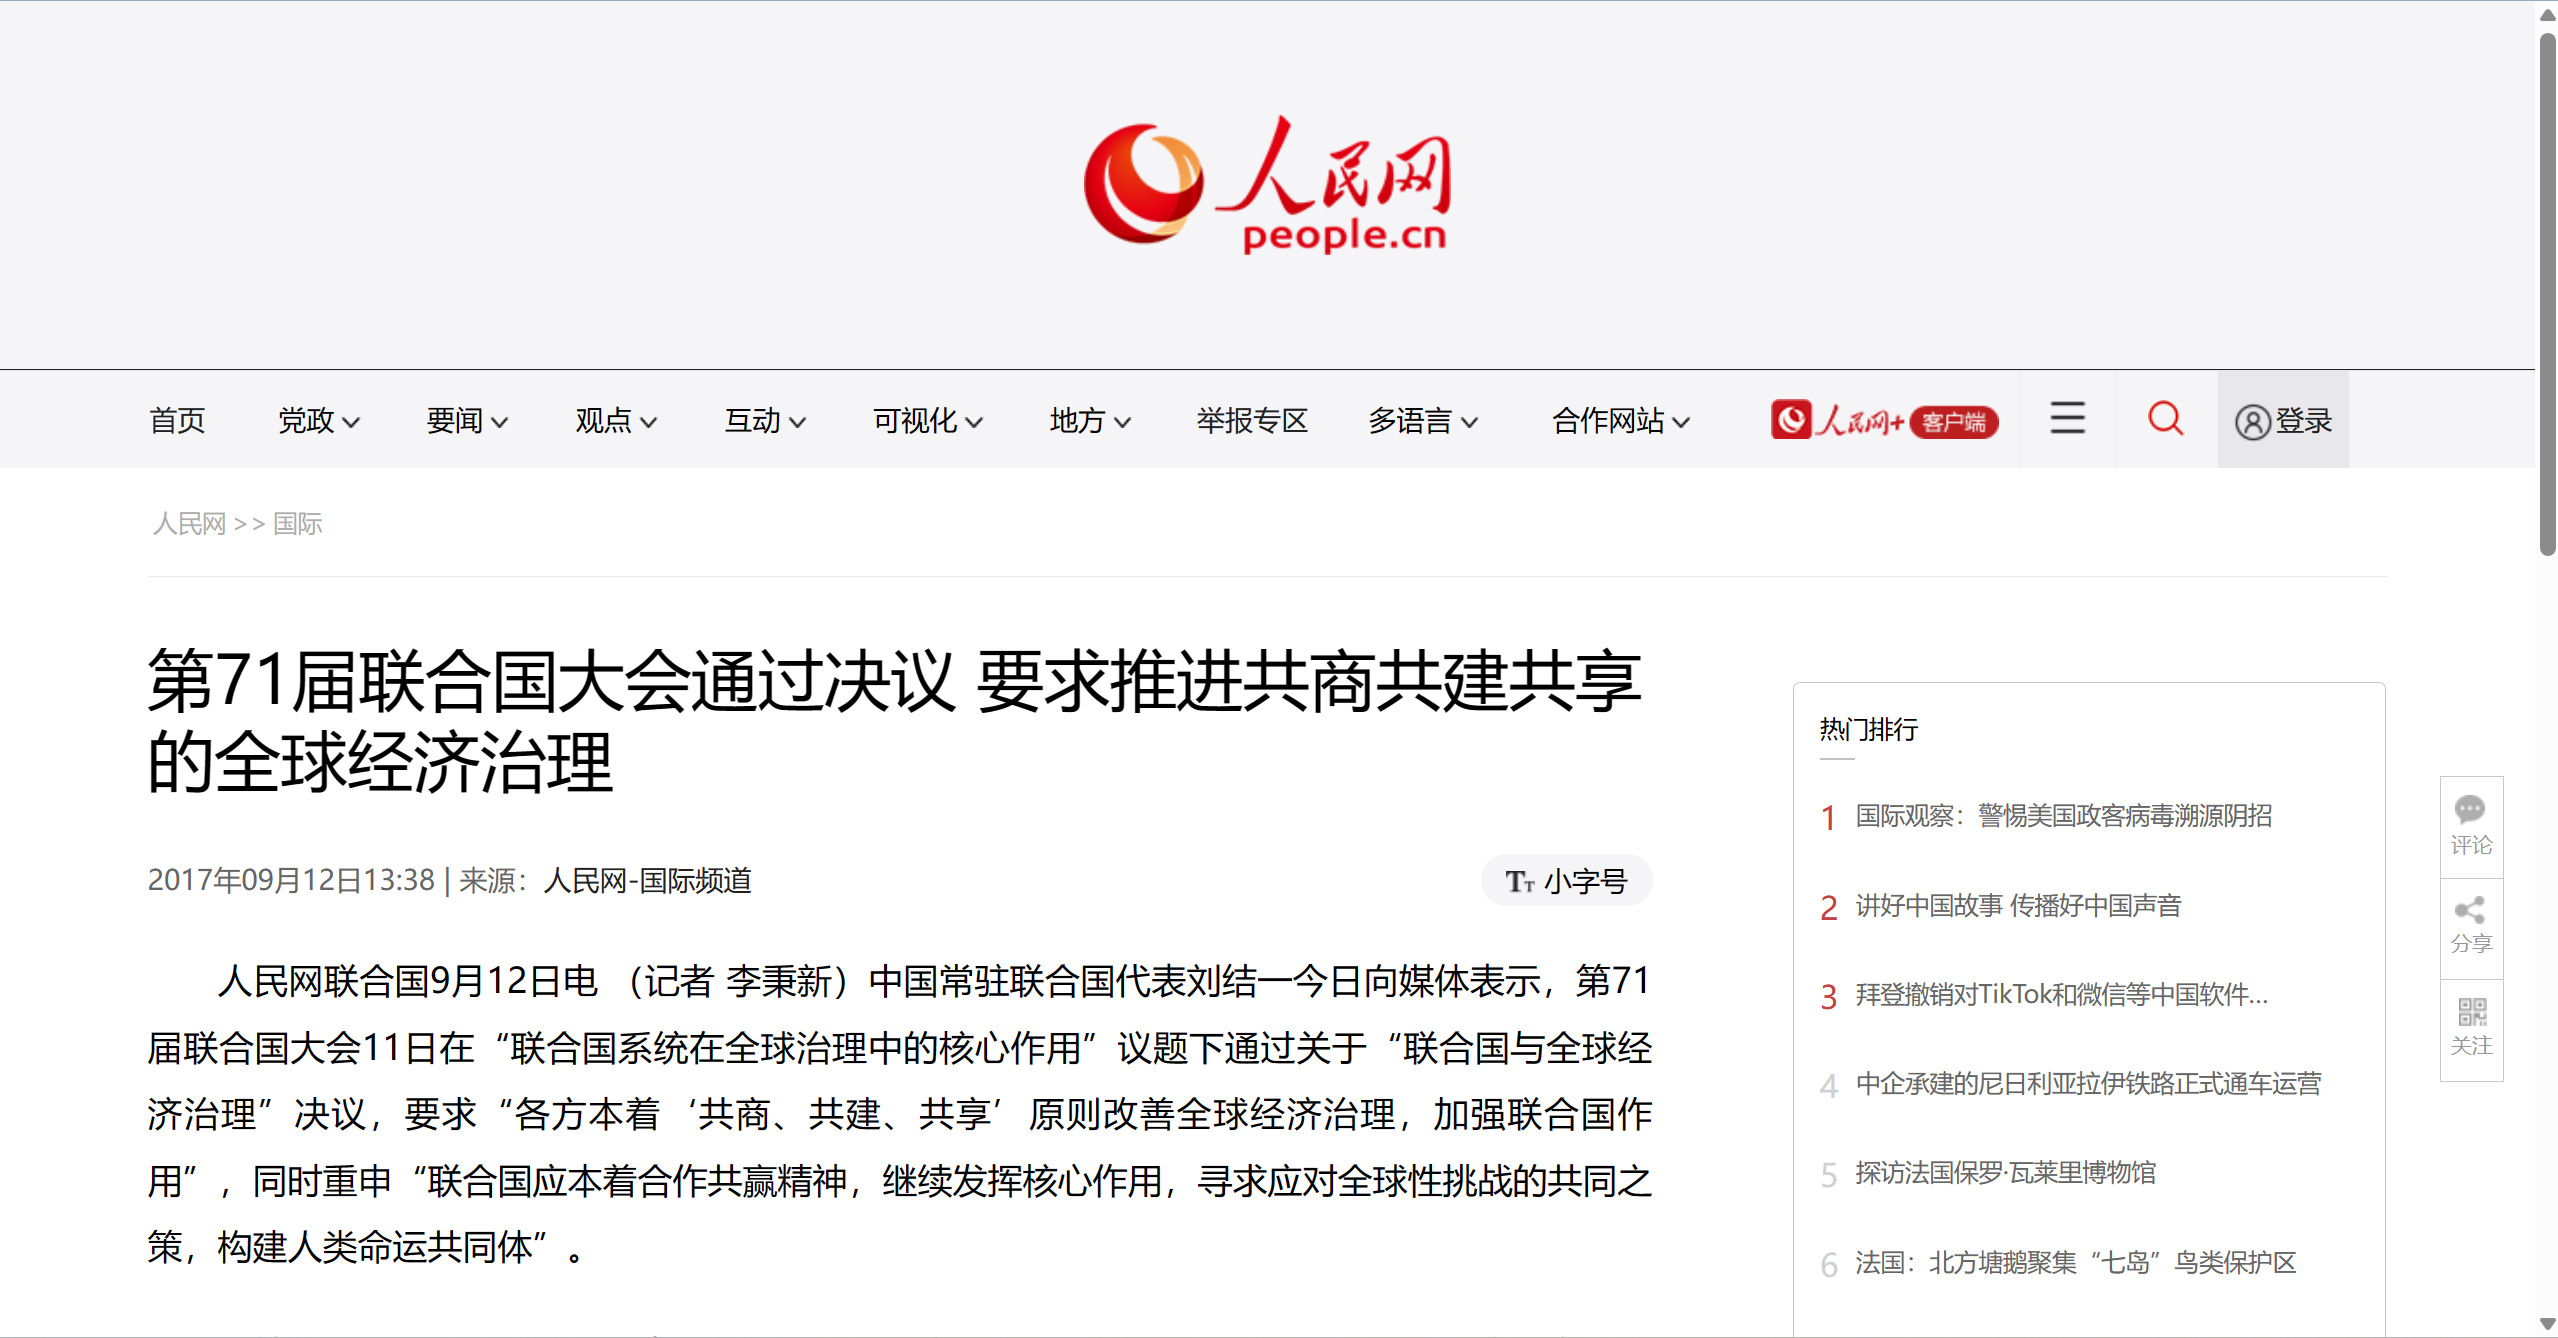 人民网
people.cn
首页 党政 要闻 观点 互动 可视化 地方 举报专区 多语言 合作网站 人民网+ 客户端 登录
人民网 >> 国际
第71届联合国大会通过决议 要求推进共商共建共享
的全球经济治理
2017年09月12日13:38 | 来源：人民网-国际频道
TT 小字号
人民网联合国9月12日电 （记者 李秉新）中国常驻联合国代表刘结一今日向媒体表示，第71
届联合国大会11日在“联合国系统在全球治理中的核心作用”议题下通过关于“联合国与全球经
济治理”决议，要求“各方本着‘共商、共建、共享’原则改善全球经济治理，加强联合国作
用”，同时重申“联合国应本着合作共赢精神，继续发挥核心作用，寻求应对全球性挑战的共同之
策，构建人类命运共同体”。
热门排行
1 国际观察：警惕美国政客病毒溯源阴招
2 讲好中国故事 传播好中国声音
3 拜登撤销对TikTok和微信等中国软件...
4 中企承建的尼日利亚拉伊铁路正式通车运营
5 探访法国保罗·瓦莱里博物馆
6 法国：北方塘鹅聚集“七岛”鸟类保护区
评论
分享
关注